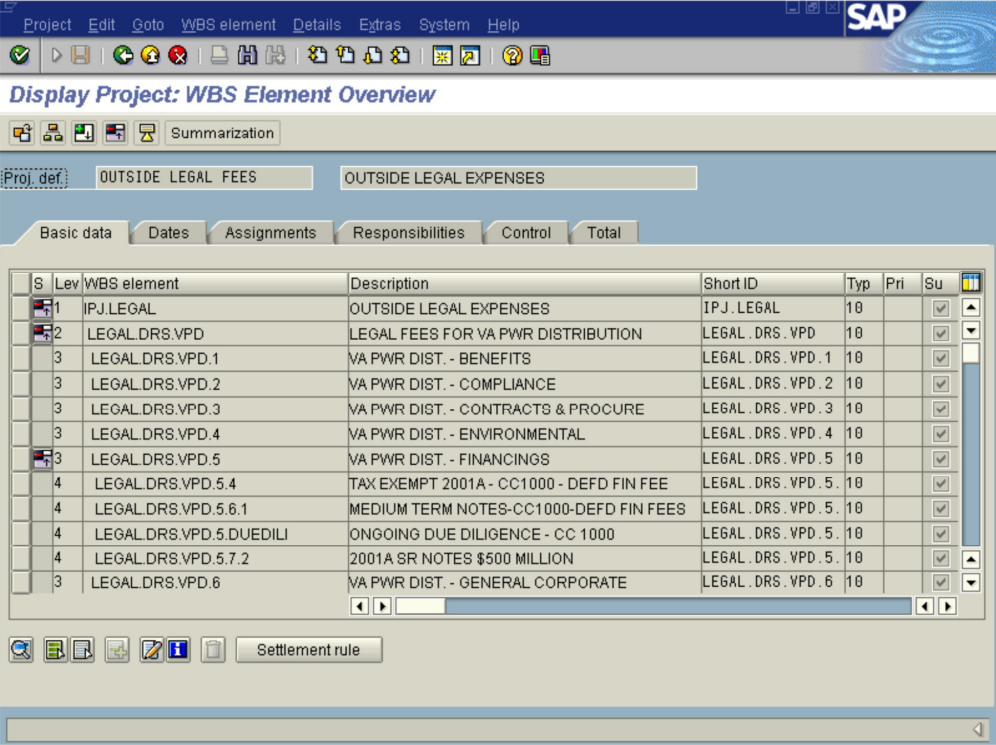 Project Edit Goto WBS element Details Extras System Help
SAP
Display Project: WBS Element Overview
Summarization
Proj. def. OUTSIDE LEGAL FEES OUTSIDE LEGAL EXPENSES
Basic data Dates Assignments Responsibilities Control Total
S Lev WBS element Description Short ID Typ Pri Su
1 IPJ.LEGAL OUTSIDE LEGAL EXPENSES IPJ.LEGAL 10
2 LEGAL.DRS.VPD LEGAL FEES FOR VA PWR DISTRIBUTION LEGAL.DRS.VPD 10
3 LEGAL.DRS.VPD.1 VA PWR DIST. - BENEFITS LEGAL.DRS.VPD.1 10
3 LEGAL.DRS.VPD.2 VA PWR DIST. - COMPLIANCE LEGAL.DRS.VPD.2 10
3 LEGAL.DRS.VPD.3 VA PWR DIST. - CONTRACTS & PROCURE LEGAL.DRS.VPD.3 10
3 LEGAL.DRS.VPD.4 VA PWR DIST. - ENVIRONMENTAL LEGAL.DRS.VPD.4 10
3 LEGAL.DRS.VPD.5 VA PWR DIST. - FINANCINGS LEGAL.DRS.VPD.5 10
4 LEGAL.DRS.VPD.5.4 TAX EXEMPT 2001A - CC1000 - DEFD FIN FEE LEGAL.DRS.VPD.5. 10
4 LEGAL.DRS.VPD.5.6.1 MEDIUM TERM NOTES-CC1000-DEFD FIN FEES LEGAL.DRS.VPD.5. 10
4 LEGAL.DRS.VPD.5.DUEDILI ONGOING DUE DILIGENCE - CC 1000 LEGAL.DRS.VPD.5. 10
4 LEGAL.DRS.VPD.5.7.2 2001A SR NOTES $500 MILLION LEGAL.DRS.VPD.5. 10
3 LEGAL.DRS.VPD.6 VA PWR DIST. - GENERAL CORPORATE LEGAL.DRS.VPD.6 10
Settlement rule